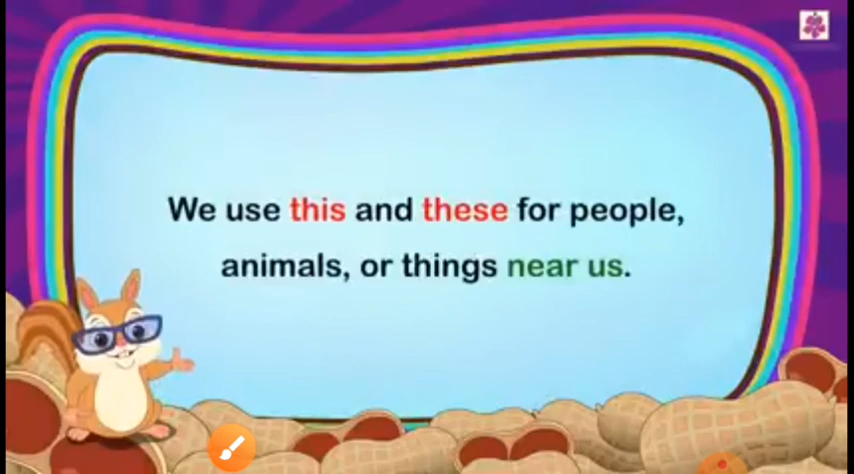 We use this and these for people,
animals, or things near us.